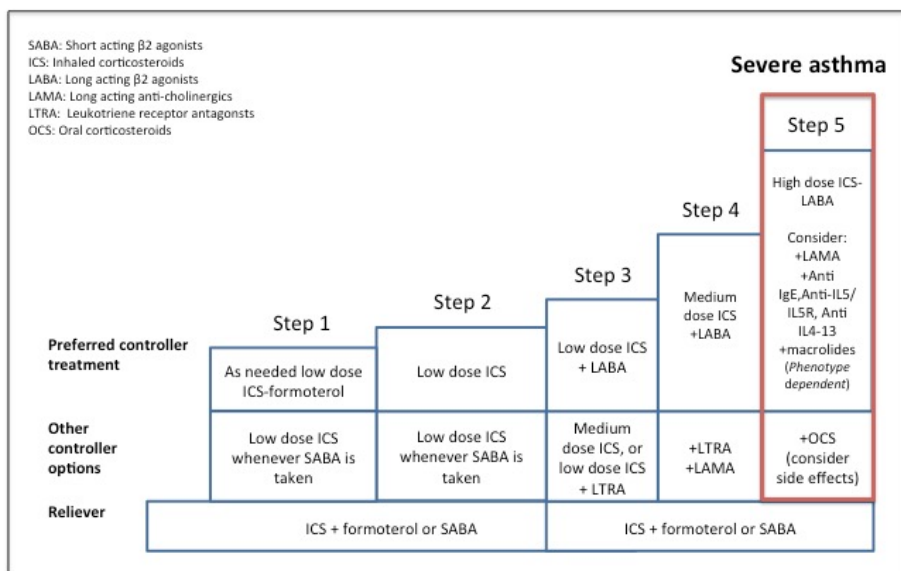 SABA: Short acting β2 agonists
ICS: Inhaled corticosteroids
LABA: Long acting β2 agonists
LAMA: Long acting anti-cholinergics
LTRA:  Leukotriene receptor antagonsts
OCS: Oral corticosteroids
Severe asthma
Step 5
High dose ICS-
LABA
Consider:
+LAMA
+Anti
IgE,Anti-IL5/
IL5R, Anti
IL4-13
+macrolides
(Phenotype
dependent)
Step 4
Medium
dose ICS
+LABA
Step 3
Low dose ICS
+ LABA
Step 2
Low dose ICS
Step 1
As needed low dose
ICS-formoterol
Preferred controller
treatment
Other
controller
options
Low dose ICS
whenever SABA is
taken
Low dose ICS
whenever SABA is
taken
Medium
dose ICS, or
low dose ICS
+ LTRA
+LTRA
+LAMA
+OCS
(consider
side effects)
Reliever
ICS + formoterol or SABA
ICS + formoterol or SABA